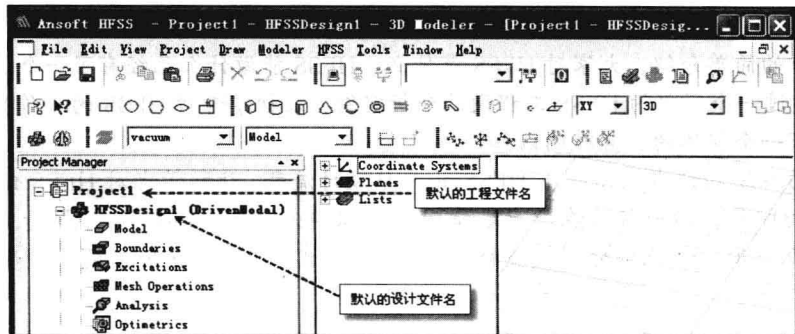 Ansoft HFSS - Project1 - HFSSDesign1 - 3D Modeler - [Project1 - HFSSDesig...
File Edit View Project Draw Modeler HFSS Tools Window Help
XY 3D
vacuum Model
Project Manager
Project1
HFSSDesign1 (DrivenModal)
Model
Boundaries
Excitations
Mesh Operations
Analysis
Optimetrics
Coordinate Systems
Planes
Lists
默认的工程文件名
默认的设计文件名